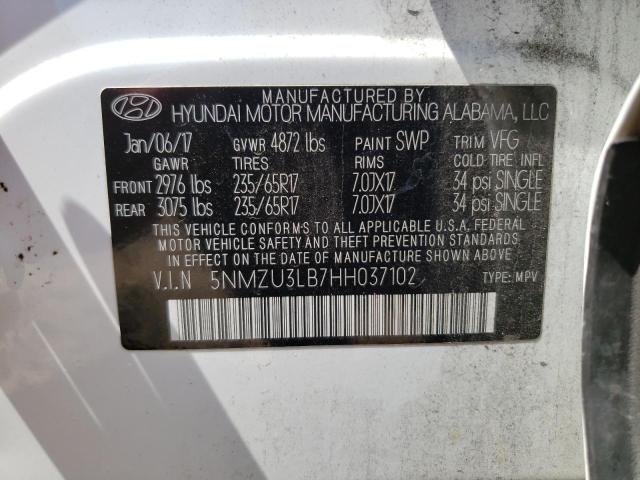 MANUFACTURED BY
HYUNDAI MOTOR MANUFACTURING ALABAMA, LLC
Jan/06/17 GVWR 4872 lbs PAINT SWP TRIM VFG
GAWR TIRES RIMS COLD TIRE INFL
FRONT 2976 lbs 235/65R17 7.0JX17 34 psi SINGLE
REAR 3075 lbs 235/65R17 7.0JX17 34 psi SINGLE
THIS VEHICLE CONFORMS TO ALL APPLICABLE U.S.A. FEDERAL
MOTOR VEHICLE SAFETY, BUMPER, AND THEFT PREVENTION STANDARDS
IN EFFECT ON THE DATE OF MANUFACTURE SHOWN ABOVE.
V.I.N 5NMZU3LB7HH037102 TYPE: MPV